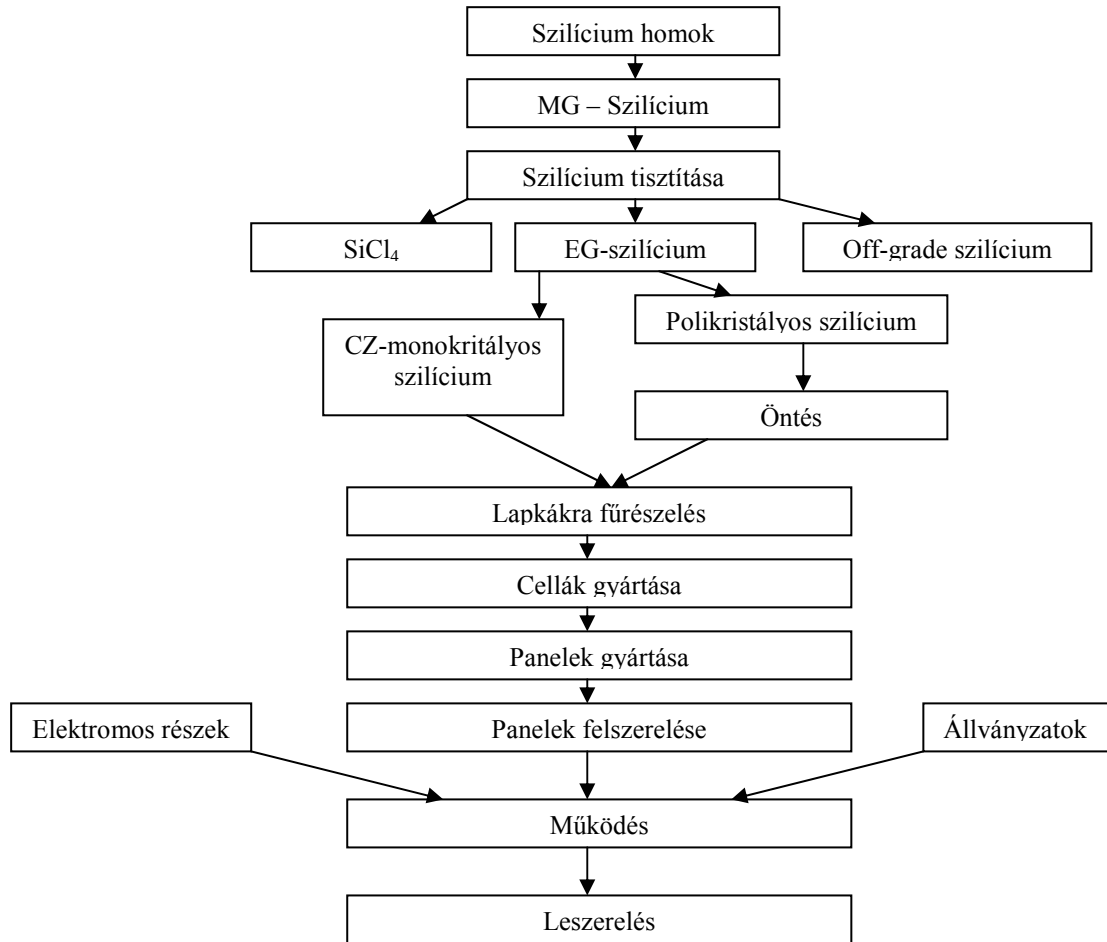 Szilícium homok
MG – Szilícium
Szilícium tisztítása
SiCl₄
EG-szilícium
Off-grade szilícium
Polikristályos szilícium
CZ-monokritályos
szilícium
Öntés
Lapkákra fűrészelés
Cellák gyártása
Panelek gyártása
Elektromos részek
Panelek felszerelése
Állványzatok
Működés
Leszerelés